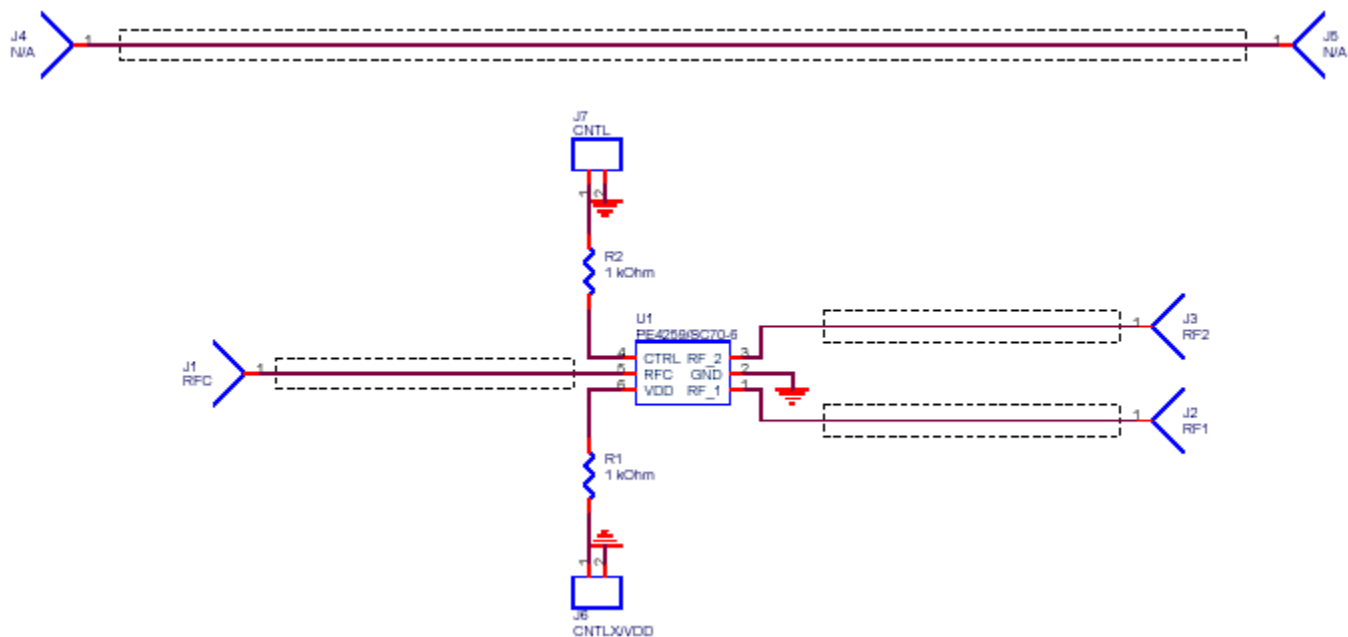 J4
N/A
1
1
J5
N/A
J7
CNTL
1
2
R2
1 kOhm
U1
PE4259/SC70-6
J3
RF2
1
4
CTRL
RF_2
3
J1
RFC
1
5
RFC
GND
2
6
VDD
RF_1
1
1
J2
RF1
R1
1 kOhm
1
2
J6
CNTLX/VDD